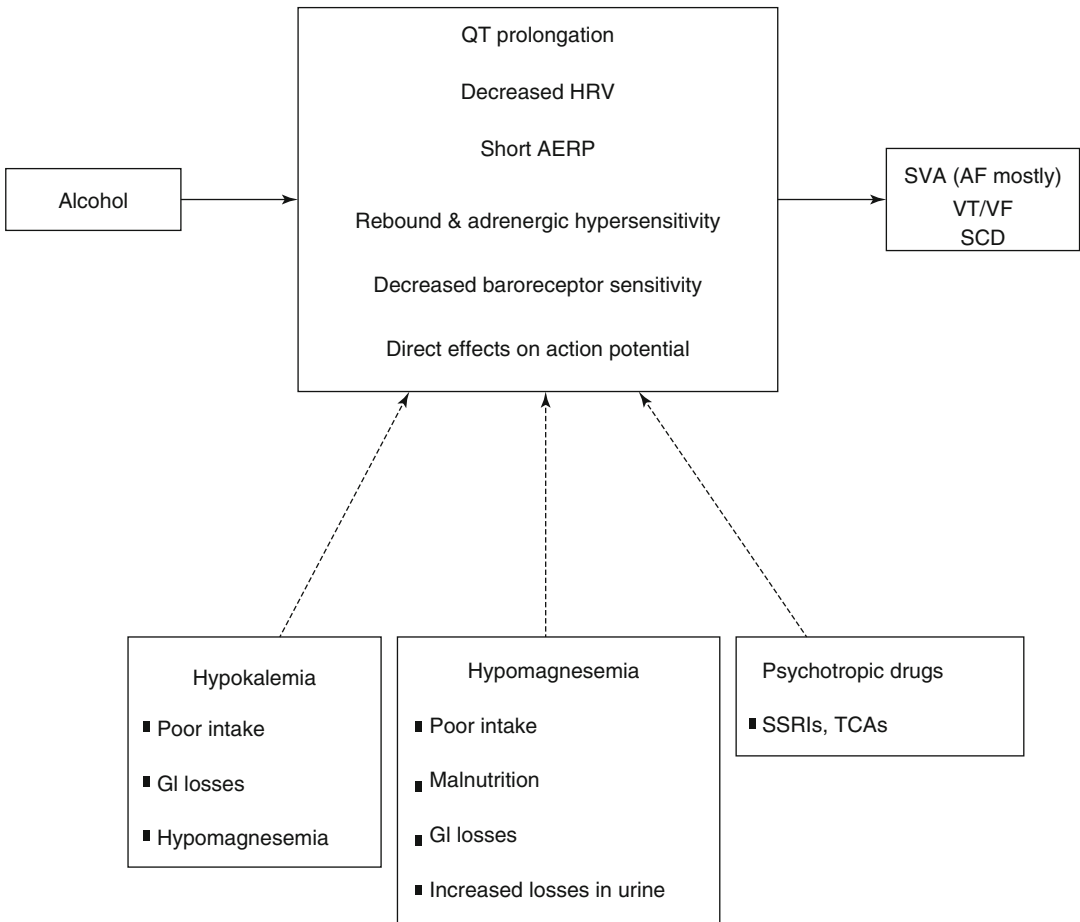 QT prolongation
Decreased HRV
Short AERP
Rebound & adrenergic hypersensitivity
Decreased baroreceptor sensitivity
Direct effects on action potential
Alcohol
SVA (AF mostly)
VT/VF
SCD
Hypokalemia
▪ Poor intake
▪ GI losses
▪ Hypomagnesemia
Hypomagnesemia
▪ Poor intake
▪ Malnutrition
▪ GI losses
▪ Increased losses in urine
Psychotropic drugs
▪ SSRIs, TCAs